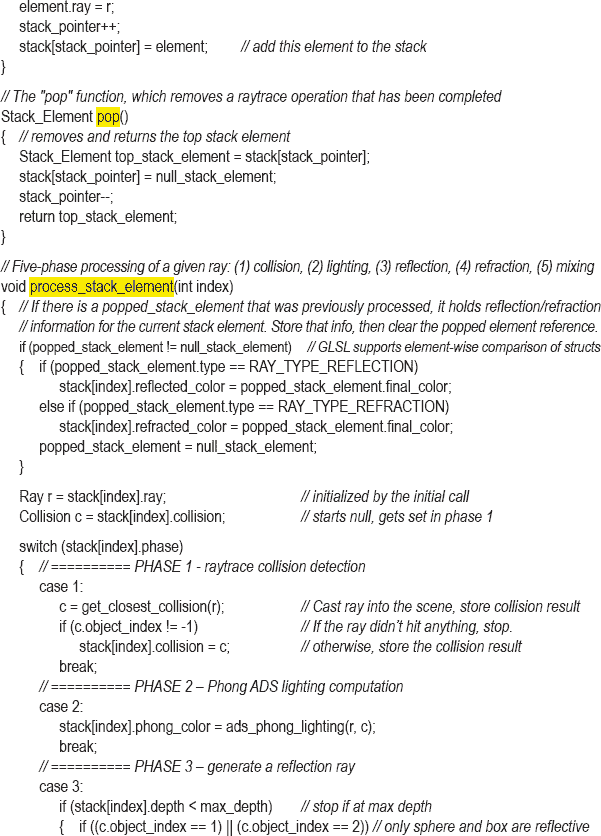 element.ray = r;
stack_pointer++;
stack[stack_pointer] = element; // add this element to the stack
}
// The "pop" function, which removes a raytrace operation that has been completed
Stack_Element pop()
{ // removes and returns the top stack element
Stack_Element top_stack_element = stack[stack_pointer];
stack[stack_pointer] = null_stack_element;
stack_pointer--;
return top_stack_element;
}
// Five-phase processing of a given ray: (1) collision, (2) lighting, (3) reflection, (4) refraction, (5) mixing
void process_stack_element(int index)
{ // If there is a popped_stack_element that was previously processed, it holds reflection/refraction
// information for the current stack element. Store that info, then clear the popped element reference.
if (popped_stack_element != null_stack_element) // GLSL supports element-wise comparison of structs
{ if (popped_stack_element.type == RAY_TYPE_REFLECTION)
stack[index].reflected_color = popped_stack_element.final_color;
else if (popped_stack_element.type == RAY_TYPE_REFRACTION)
stack[index].refracted_color = popped_stack_element.final_color;
popped_stack_element = null_stack_element;
}
Ray r = stack[index].ray; // initialized by the initial call
Collision c = stack[index].collision; // starts null, gets set in phase 1
switch (stack[index].phase)
{ // ========== PHASE 1 - raytrace collision detection
case 1:
c = get_closest_collision(r); // Cast ray into the scene, store collision result
if (c.object_index != -1) // If the ray didn’t hit anything, stop.
stack[index].collision = c; // otherwise, store the collision result
break;
// ========== PHASE 2 – Phong ADS lighting computation
case 2:
stack[index].phong_color = ads_phong_lighting(r, c);
break;
// ========== PHASE 3 – generate a reflection ray
case 3:
if (stack[index].depth < max_depth) // stop if at max depth
{ if ((c.object_index == 1) || (c.object_index == 2)) // only sphere and box are reflective